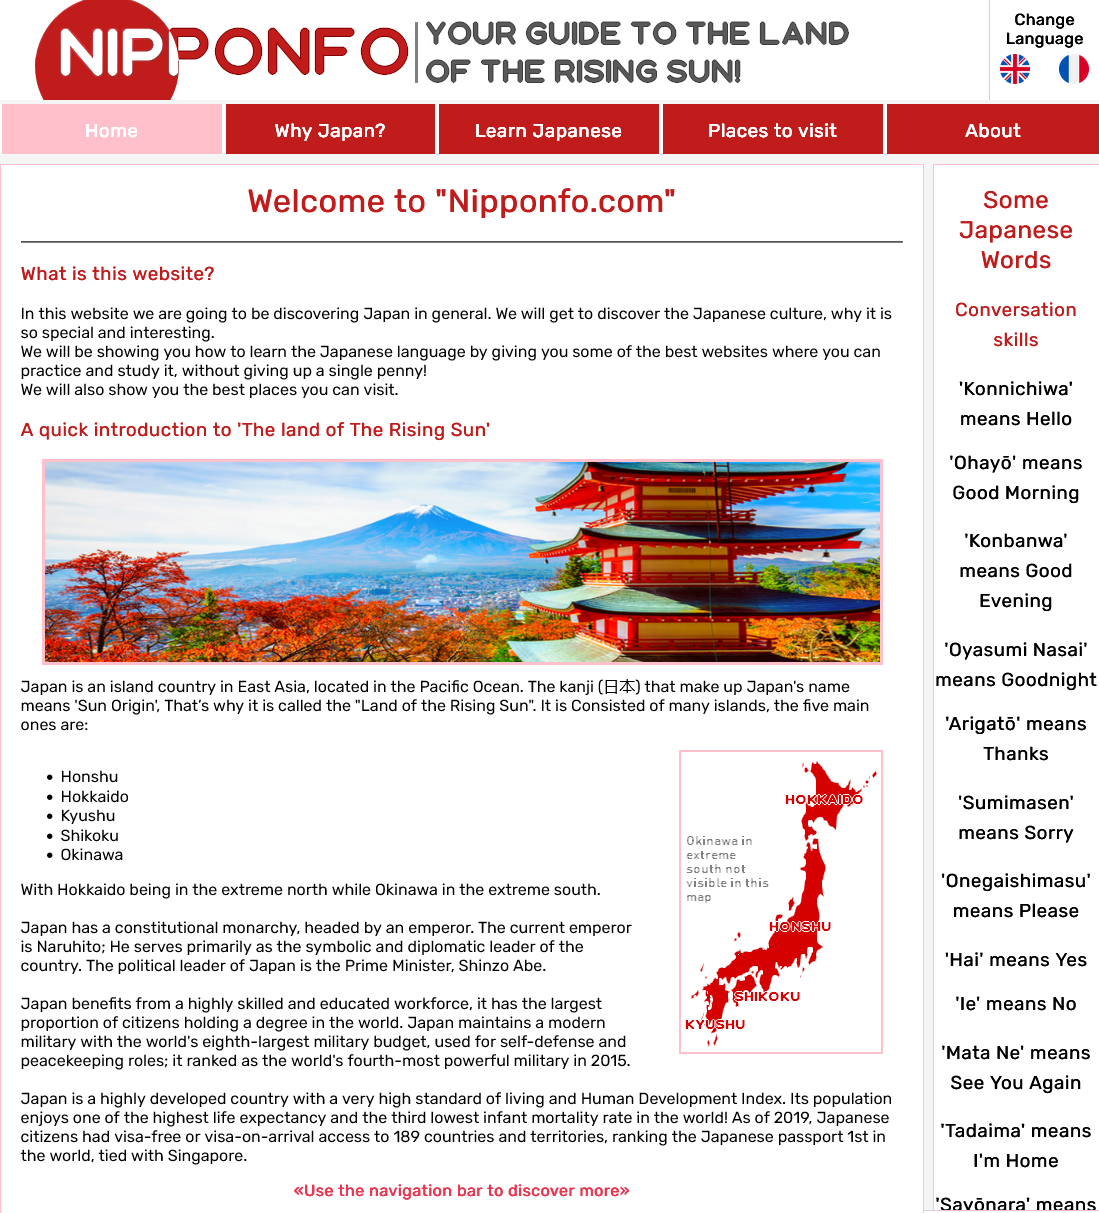 NIPPONFO
YOUR GUIDE TO THE LAND
OF THE RISING SUN!
Change
Language
Home
Why Japan?
Learn Japanese
Places to visit
About
Welcome to "Nipponfo.com"
What is this website?
In this website we are going to be discovering Japan in general. We will get to discover the Japanese culture, why it is
so special and interesting.
We will be showing you how to learn the Japanese language by giving you some of the best websites where you can
practice and study it, without giving up a single penny!
We will also show you the best places you can visit.
A quick introduction to 'The land of The Rising Sun'
Japan is an island country in East Asia, located in the Pacific Ocean. The kanji (日本) that make up Japan's name
means 'Sun Origin', That’s why it is called the "Land of the Rising Sun". It is Consisted of many islands, the five main
ones are:
• Honshu
• Hokkaido
• Kyushu
• Shikoku
• Okinawa
With Hokkaido being in the extreme north while Okinawa in the extreme south.
Japan has a constitutional monarchy, headed by an emperor. The current emperor
is Naruhito; He serves primarily as the symbolic and diplomatic leader of the
country. The political leader of Japan is the Prime Minister, Shinzo Abe.
Japan benefits from a highly skilled and educated workforce, it has the largest
proportion of citizens holding a degree in the world. Japan maintains a modern
military with the world's eighth-largest military budget, used for self-defense and
peacekeeping roles; it ranked as the world's fourth-most powerful military in 2015.
HOKKAIDO
Okinawa in
extreme
south not
visible in this
map
HONSHU
SHIKOKU
KYUSHU
Japan is a highly developed country with a very high standard of living and Human Development Index. Its population
enjoys one of the highest life expectancy and the third lowest infant mortality rate in the world! As of 2019, Japanese
citizens had visa-free or visa-on-arrival access to 189 countries and territories, ranking the Japanese passport 1st in
the world, tied with Singapore.
«Use the navigation bar to discover more»
Some
Japanese
Words
Conversation
skills
'Konnichiwa'
means Hello
'Ohayō' means
Good Morning
'Konbanwa'
means Good
Evening
'Oyasumi Nasai'
means Goodnight
'Arigatō' means
Thanks
'Sumimasen'
means Sorry
'Onegaishimasu'
means Please
'Hai' means Yes
'Ie' means No
'Mata Ne' means
See You Again
'Tadaima' means
I'm Home
'Sayōnara' means